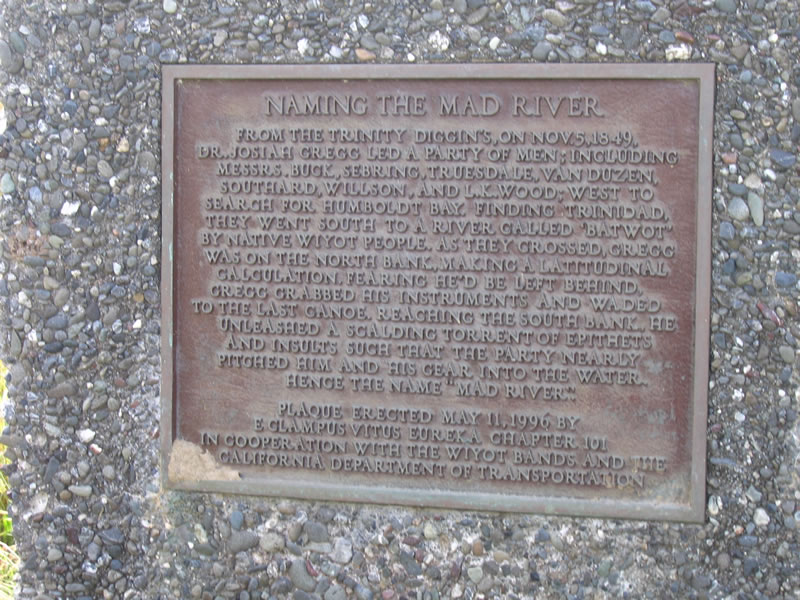 NAMING THE MAD RIVER
FROM THE TRINITY DIGGIN'S, ON NOV. 5, 1849,
DR. JOSIAH GREGG LED A PARTY OF MEN; INCLUDING
MESSRS. BUCK, SEBRING, TRUESDALE, VAN DUZEN,
SOUTHARD, WILLSON, AND L.K. WOOD; WEST TO
SEARCH FOR HUMBOLDT BAY. FINDING TRINIDAD,
THEY WENT SOUTH TO A RIVER CALLED "BATWOT"
BY NATIVE WIYOT PEOPLE. AS THEY CROSSED, GREGG
WAS ON THE NORTH BANK, MAKING A LATITUDINAL
CALCULATION. FEARING HE'D BE LEFT BEHIND,
GREGG GRABBED HIS INSTRUMENTS AND WADED
TO THE LAST CANOE. REACHING THE SOUTH BANK, HE
UNLEASHED A SCALDING TORRENT OF EPITHETS
AND INSULTS SUCH THAT THE PARTY NEARLY
PITCHED HIM AND HIS GEAR INTO THE WATER.
HENCE THE NAME "MAD RIVER".
PLAQUE ERECTED MAY 11, 1996 BY
E CLAMPUS VITUS EUREKA CHAPTER 101
IN COOPERATION WITH THE WIYOT BANDS AND THE
CALIFORNIA DEPARTMENT OF TRANSPORTATION